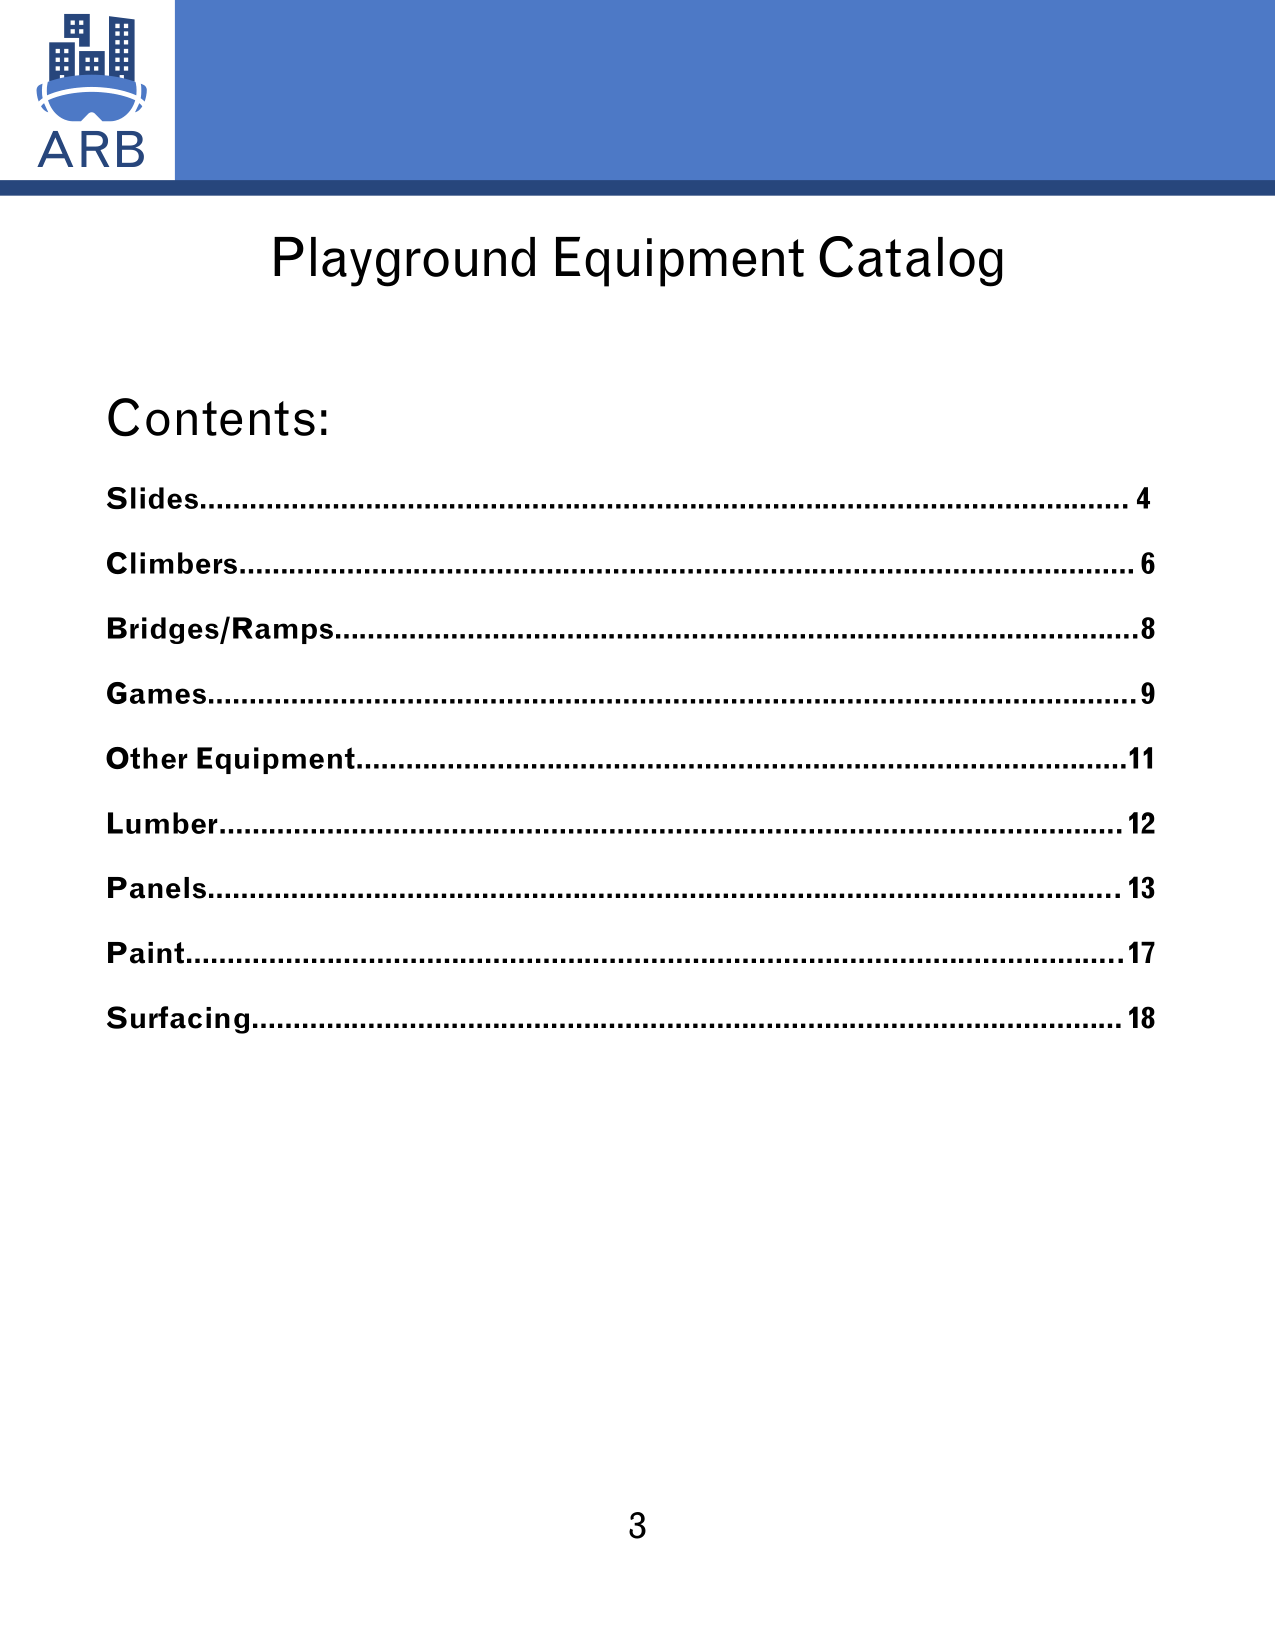 ARB
Playground Equipment Catalog
Contents:
Slides................................................................................................................ 4
Climbers............................................................................................................ 6
Bridges/Ramps.................................................................................................8
Games................................................................................................................9
Other Equipment.............................................................................................11
Lumber............................................................................................................. 12
Panels.............................................................................................................. 13
Paint.................................................................................................................17
Surfacing......................................................................................................... 18
3